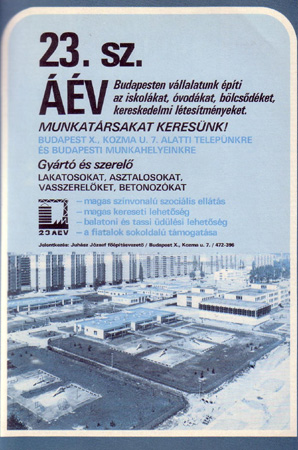 23. sz.
ÁÉV
Budapesten vállalatunk építi
az iskolákat, óvodákat, bölcsődéket,
kereskedelmi létesítményeket.
MUNKATÁRSAKAT KERESÜNK!
BUDAPEST X., KOZMA U. 7. ALATTI TELEPÜNKRE
ÉS BUDAPESTI MUNKAHELYEINKRE
Gyártó és szerelő
LAKATOSOKAT, ASZTALOSOKAT,
VASSZERELŐKET, BETONOZÓKAT
– magas színvonalú szociális ellátás
– magas kereseti lehetőség
– balatoni és tassi üdülési lehetőség
– a fiatalok sokoldalú támogatása
23 ÁÉV
Jelentkezés: Juhász József főépítésvezető / Budapest X., Kozma u. 7. / 472-390